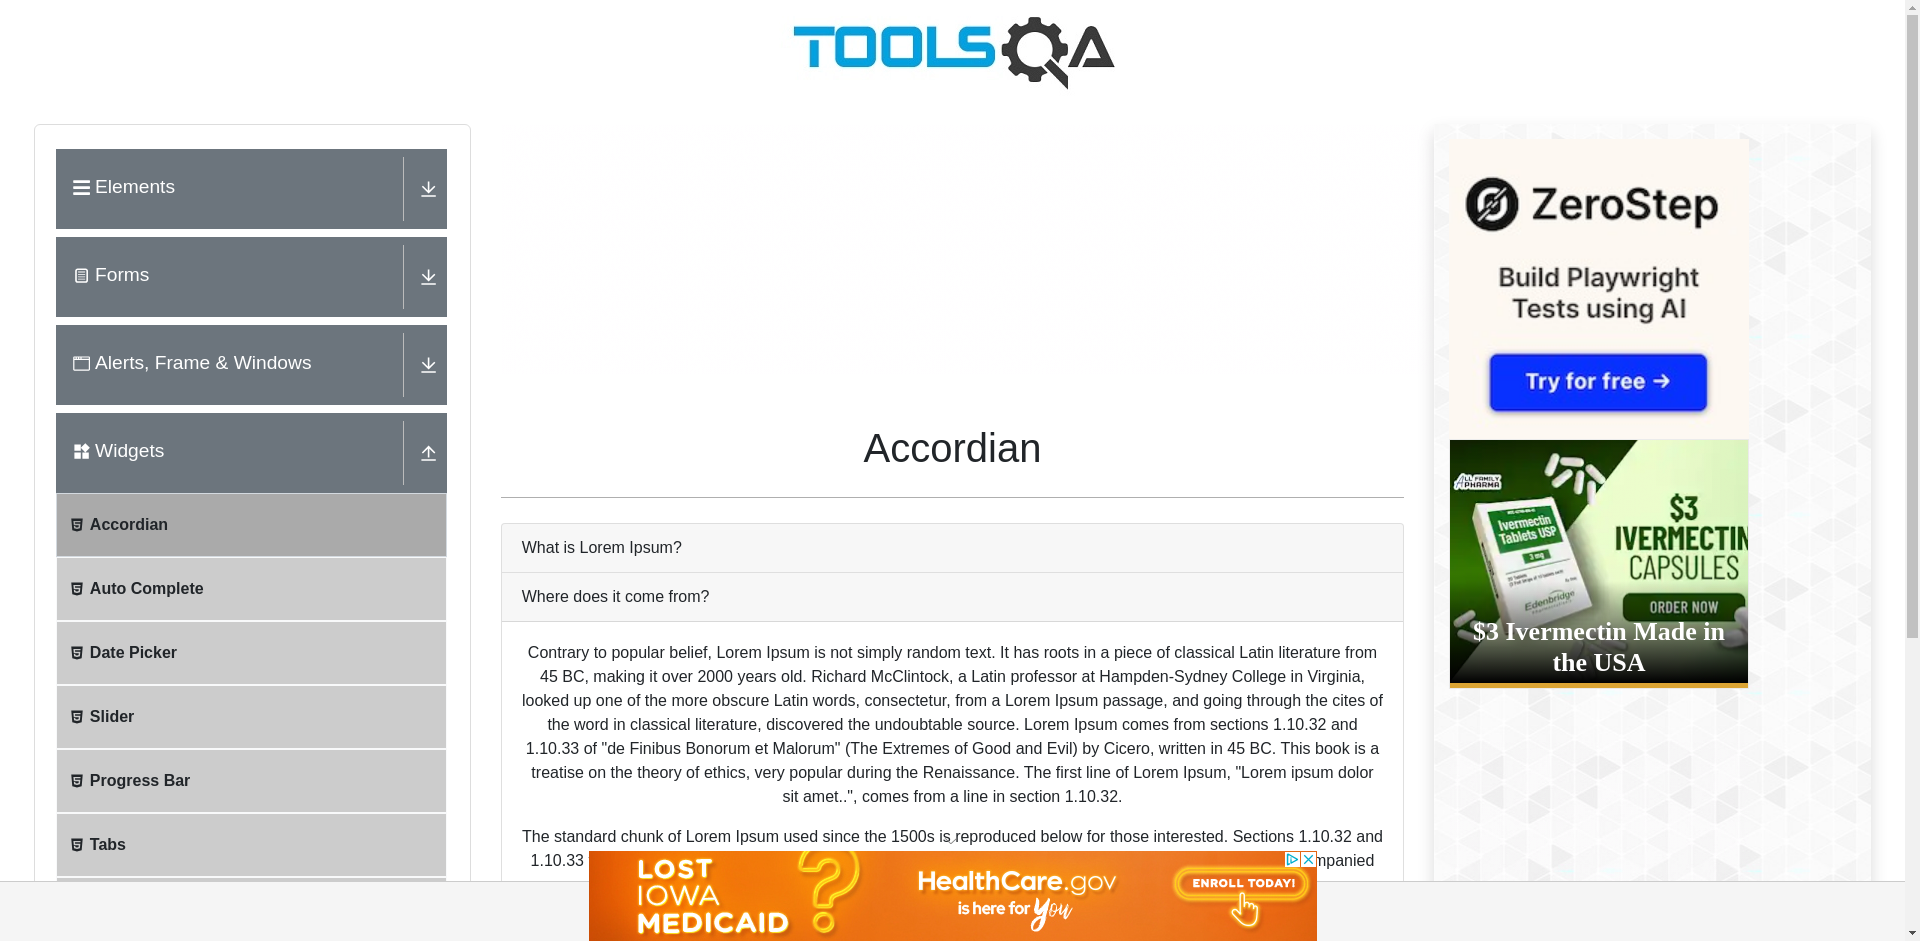 TOOLSQA
Elements
Forms
Alerts, Frame & Windows
Widgets
Accordian
Auto Complete
Date Picker
Slider
Progress Bar
Tabs
Accordian
What is Lorem Ipsum?
Where does it come from?
Contrary to popular belief, Lorem Ipsum is not simply random text. It has roots in a piece of classical Latin literature from
45 BC, making it over 2000 years old. Richard McClintock, a Latin professor at Hampden-Sydney College in Virginia,
looked up one of the more obscure Latin words, consectetur, from a Lorem Ipsum passage, and going through the cites of
the word in classical literature, discovered the undoubtable source. Lorem Ipsum comes from sections 1.10.32 and
1.10.33 of "de Finibus Bonorum et Malorum" (The Extremes of Good and Evil) by Cicero, written in 45 BC. This book is a
treatise on the theory of ethics, very popular during the Renaissance. The first line of Lorem Ipsum, "Lorem ipsum dolor
sit amet..", comes from a line in section 1.10.32.
The standard chunk of Lorem Ipsum used since the 1500s is reproduced below for those interested. Sections 1.10.32 and
1.10.33
LOST
IOWA
MEDICAID
?
HealthCare.gov
is here for You
ENROLL TODAY!
ZeroStep
Build Playwright
Tests using AI
Try for free →
ALL FAMILY
PHARMA
Ivermectin
Tablets USP
3 mg
Edenbridge
$3
IVERMECTIN
CAPSULES
ORDER NOW
$3 Ivermectin Made in
the USA